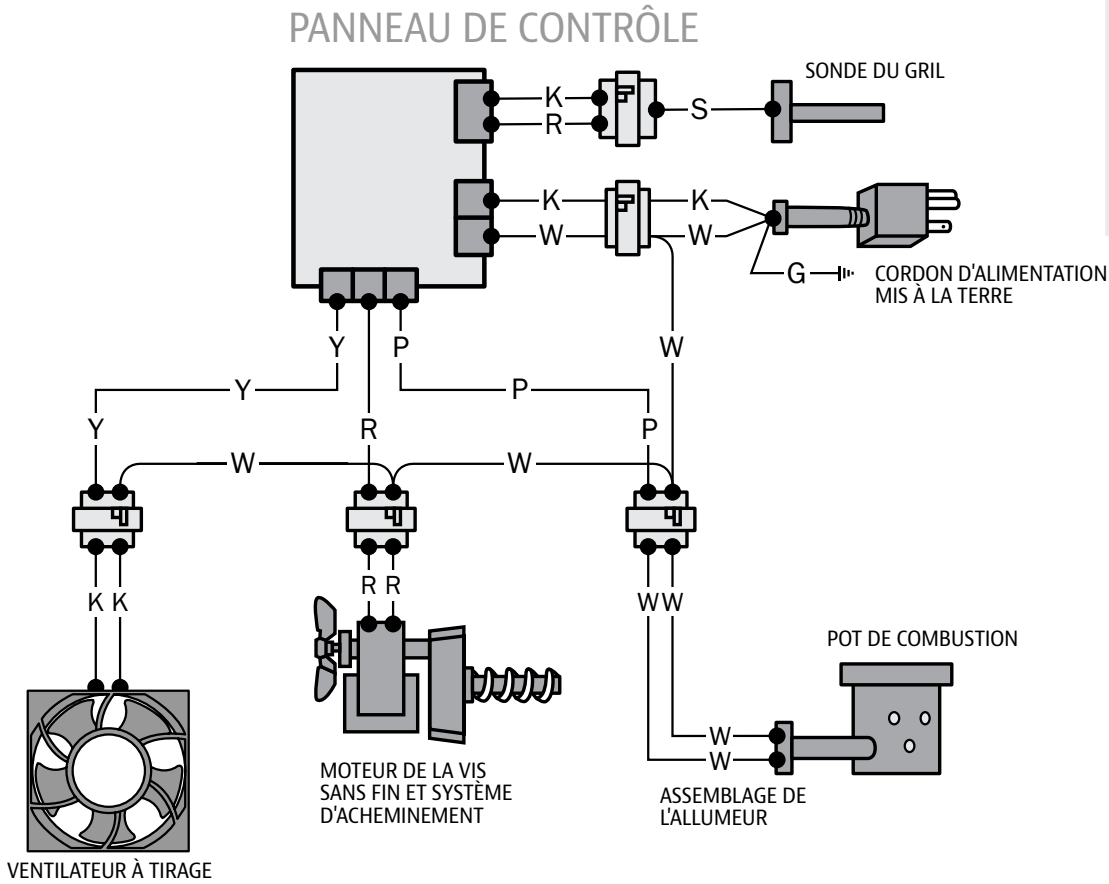 PANNEAU DE CONTRÔLE
SONDE DU GRIL
K
S
R
K
K
W
W
G
CORDON D'ALIMENTATION
MIS À LA TERRE
Y
P
W
Y
P
Y
R
P
W
W
R R
K K
WW
POT DE COMBUSTION
W
W
MOTEUR DE LA VIS
SANS FIN ET SYSTÈME
D'ACHEMINEMENT
ASSEMBLAGE DE
L'ALLUMEUR
VENTILATEUR À TIRAGE